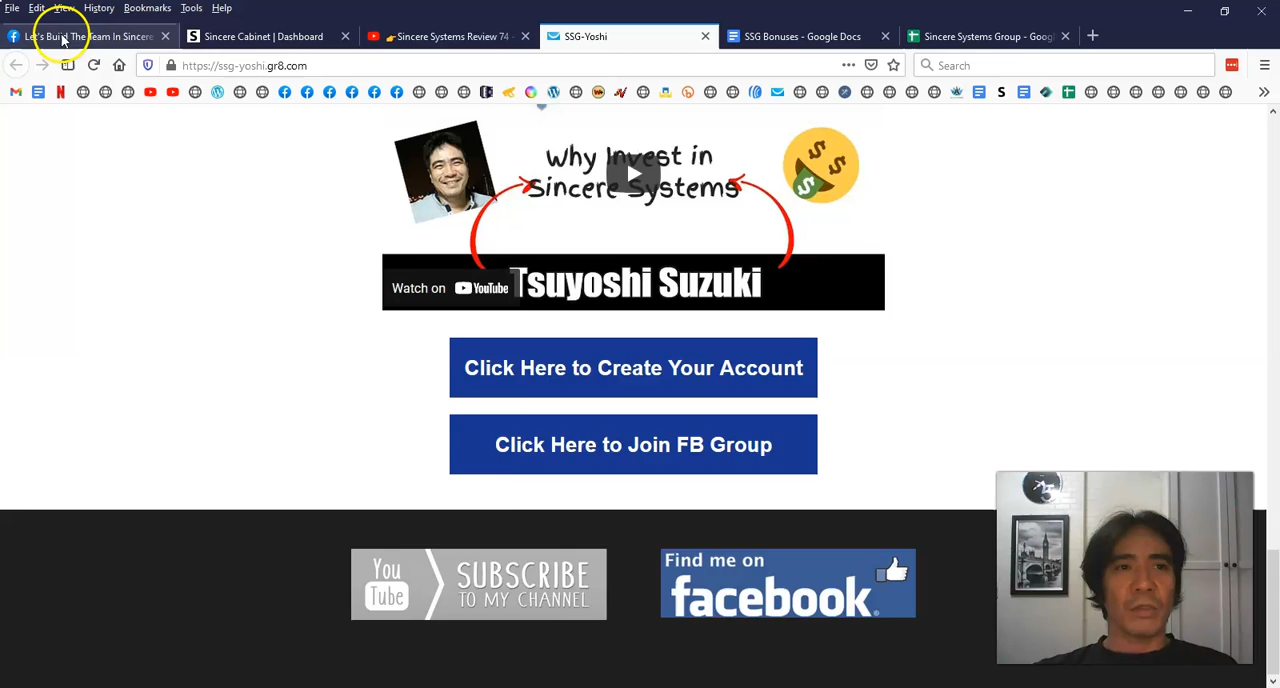 File Edit View History Bookmarks Tools Help
Let's Build The Team In Sincere
Sincere Cabinet | Dashboard
Sincere Systems Review 74 -
SSG-Yoshi
SSG Bonuses - Google Docs
Sincere Systems Group - Goog
https://ssg-yoshi.gr8.com
Search
Why Invest in
Sincere Systems
Tsuyoshi Suzuki
Watch on YouTube
Click Here to Create Your Account
Click Here to Join FB Group
You
Tube
SUBSCRIBE
TO MY CHANNEL
Find me on
facebook